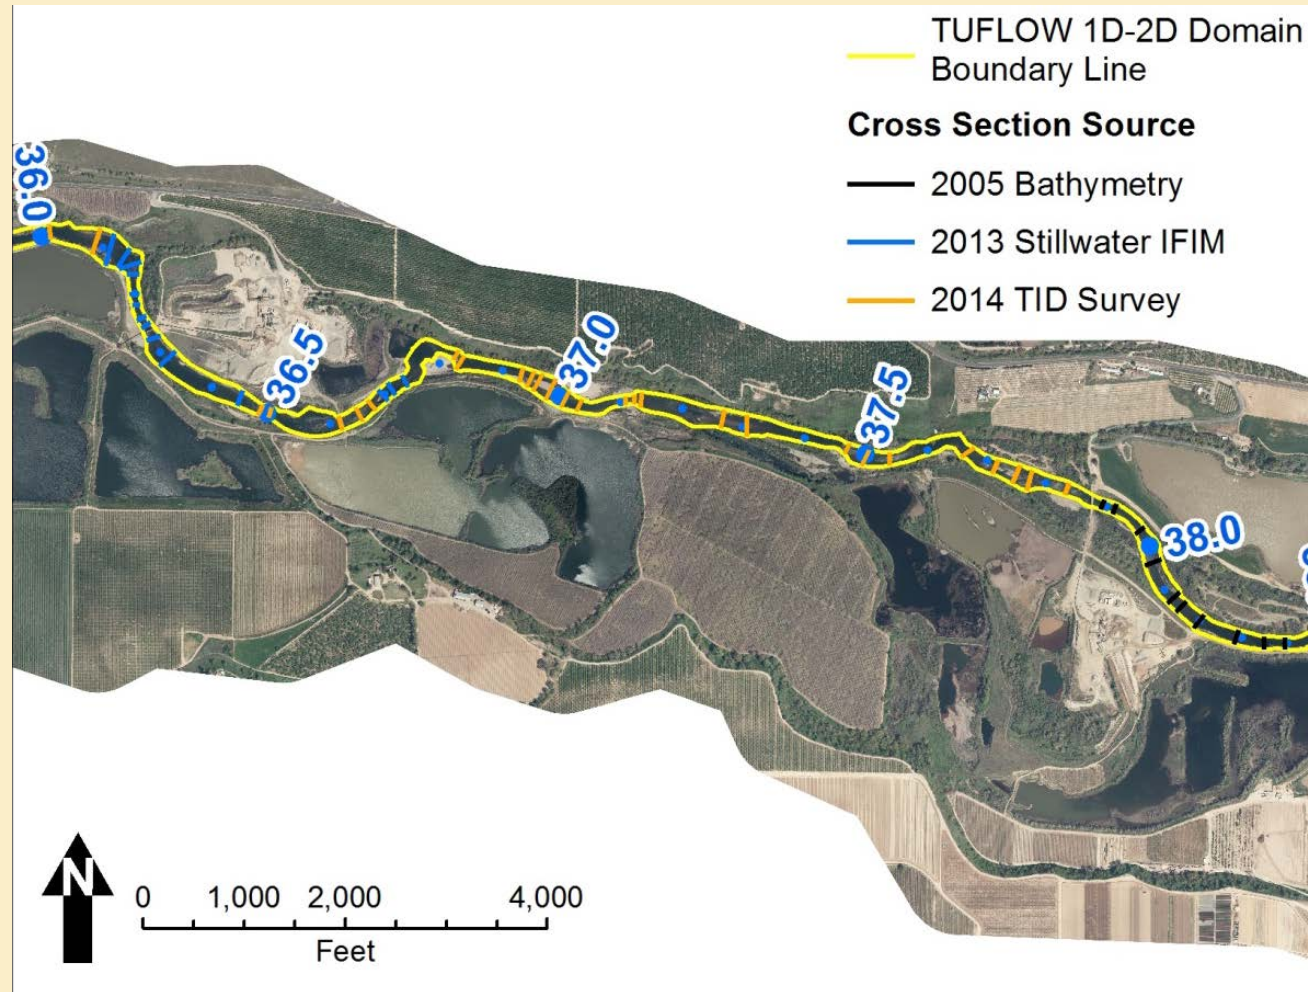 TUFLOW 1D-2D Domain
Boundary Line
Cross Section Source
2005 Bathymetry
2013 Stillwater IFIM
2014 TID Survey
36.0
36.5
37.0
37.5
38.0
N
0 1,000 2,000 4,000
Feet